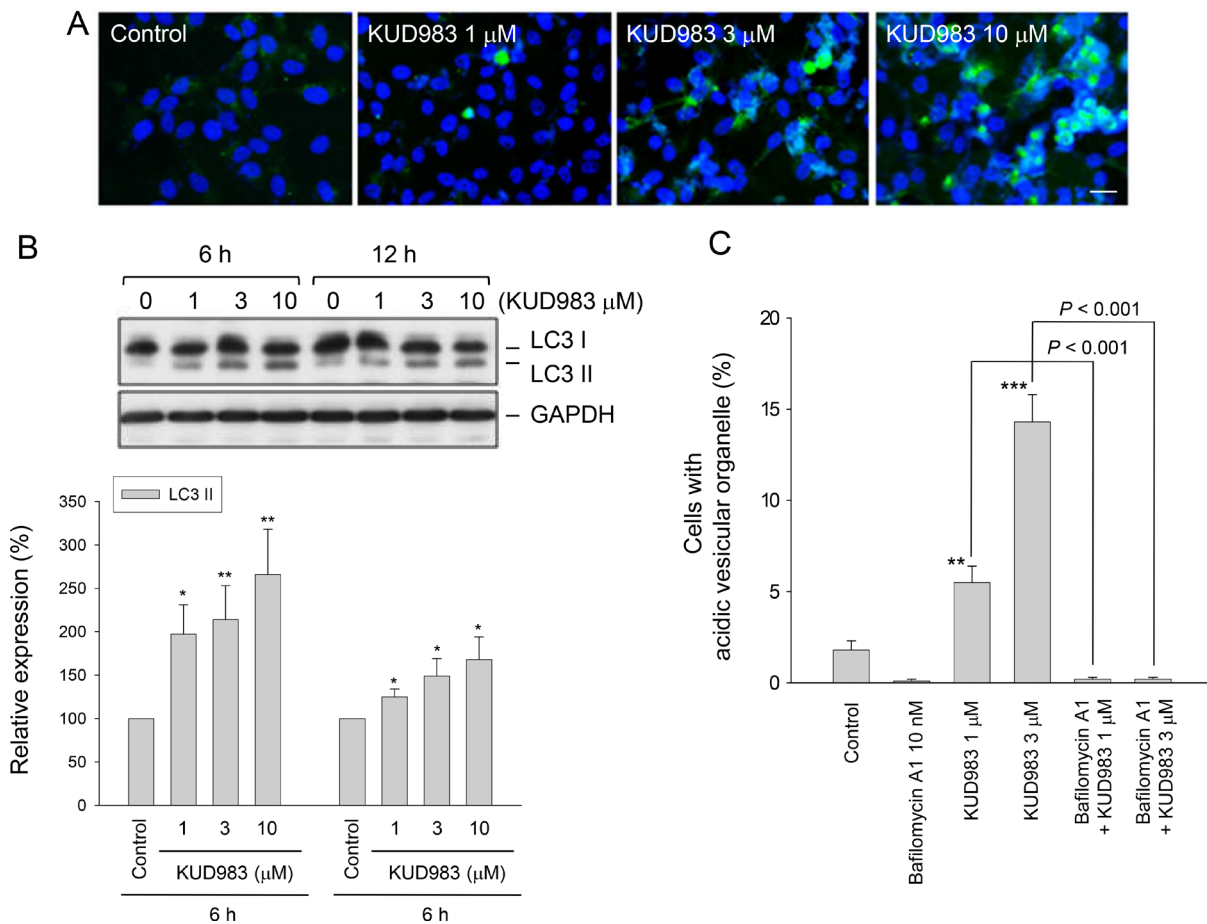 A
Control
KUD983 1 μM
KUD983 3 μM
KUD983 10 μM
B
6 h
12 h
0 1 3 10 0 1 3 10 (KUD983 μM)
LC3 I
LC3 II
GAPDH
LC3 II
Relative expression (%)
350
300
250
200
150
100
50
0
*
**
**
*
*
*
Control
1
3
10
Control
1
3
10
KUD983 (μM)
KUD983 (μM)
6 h
6 h
C
Cells with
acidic vesicular organelle (%)
20
15
10
5
0
P < 0.001
P < 0.001
**
***
Control
Bafilomycin A1 10 nM
KUD983 1 μM
KUD983 3 μM
Bafilomycin A1
+ KUD983 1 μM
Bafilomycin A1
+ KUD983 3 μM